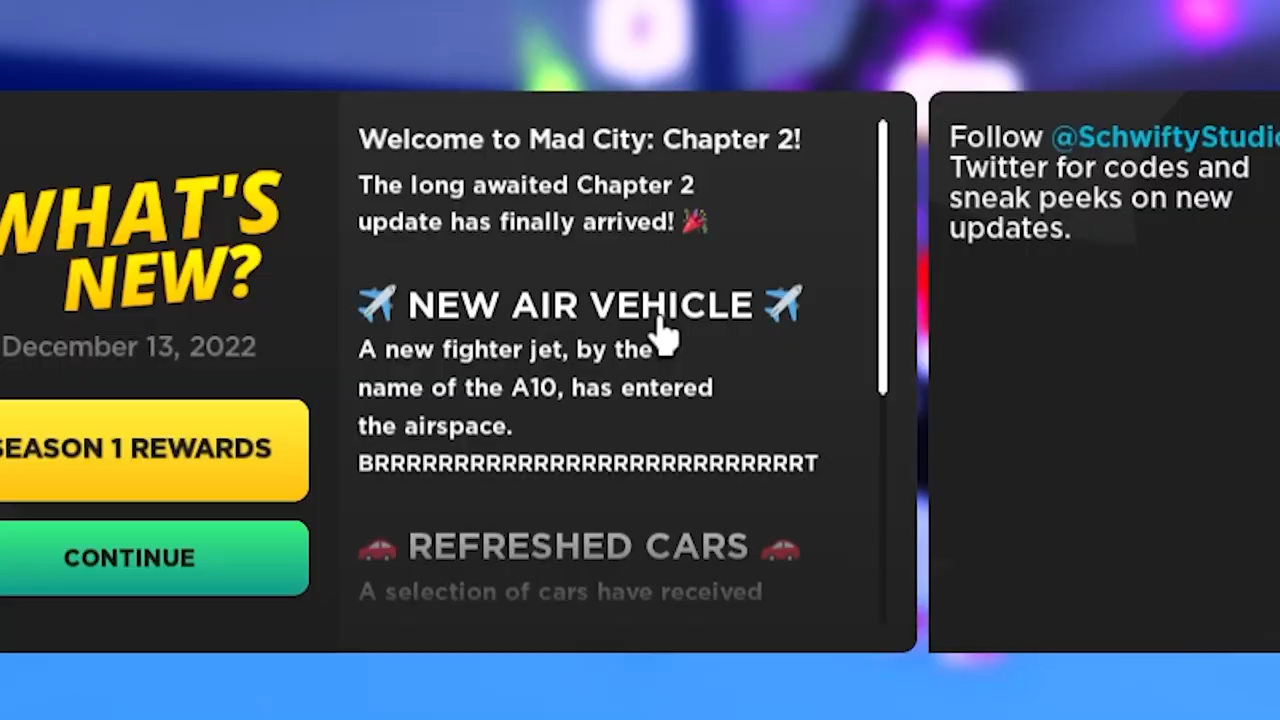 WHAT'S
NEW?
December 13, 2022
SEASON 1 REWARDS
CONTINUE
Welcome to Mad City: Chapter 2!
The long awaited Chapter 2
update has finally arrived! 🎉
✈️ NEW AIR VEHICLE ✈️
A new fighter jet, by the
name of the A10, has entered
the airspace.
BRRRRRRRRRRRRRRRRRRRRRRRRRRRT
🚗 REFRESHED CARS 🚗
A selection of cars have received
Follow @SchwiftyStudio
Twitter for codes and
sneak peeks on new
updates.